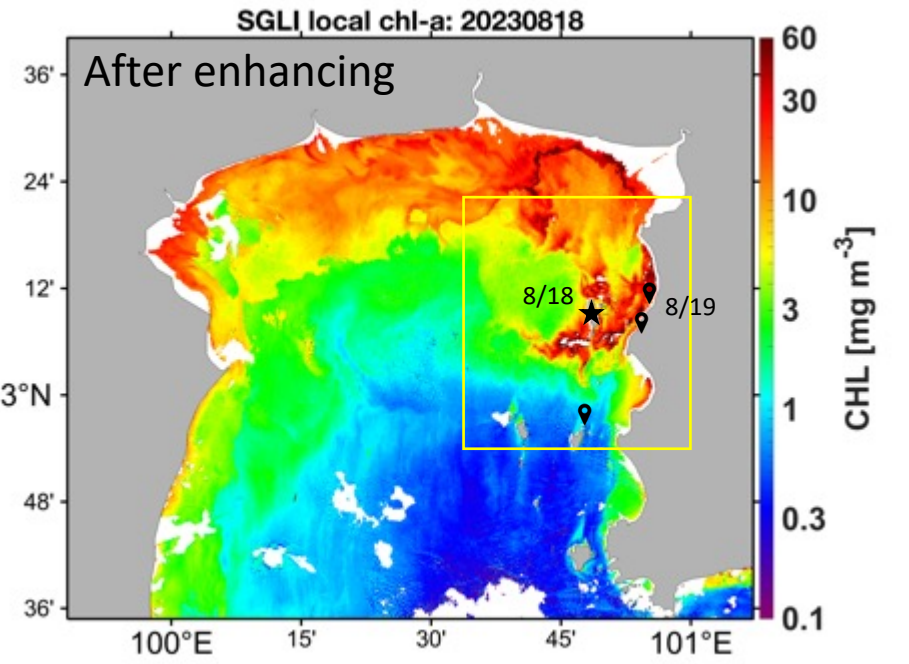 SGLI local chl-a: 20230818
After enhancing
36'
24'
12'
3°N
48'
36'
100°E
15'
30'
45'
101°E
8/18
8/19
60
30
10
3
1
0.3
0.1
CHL [mg m⁻³]